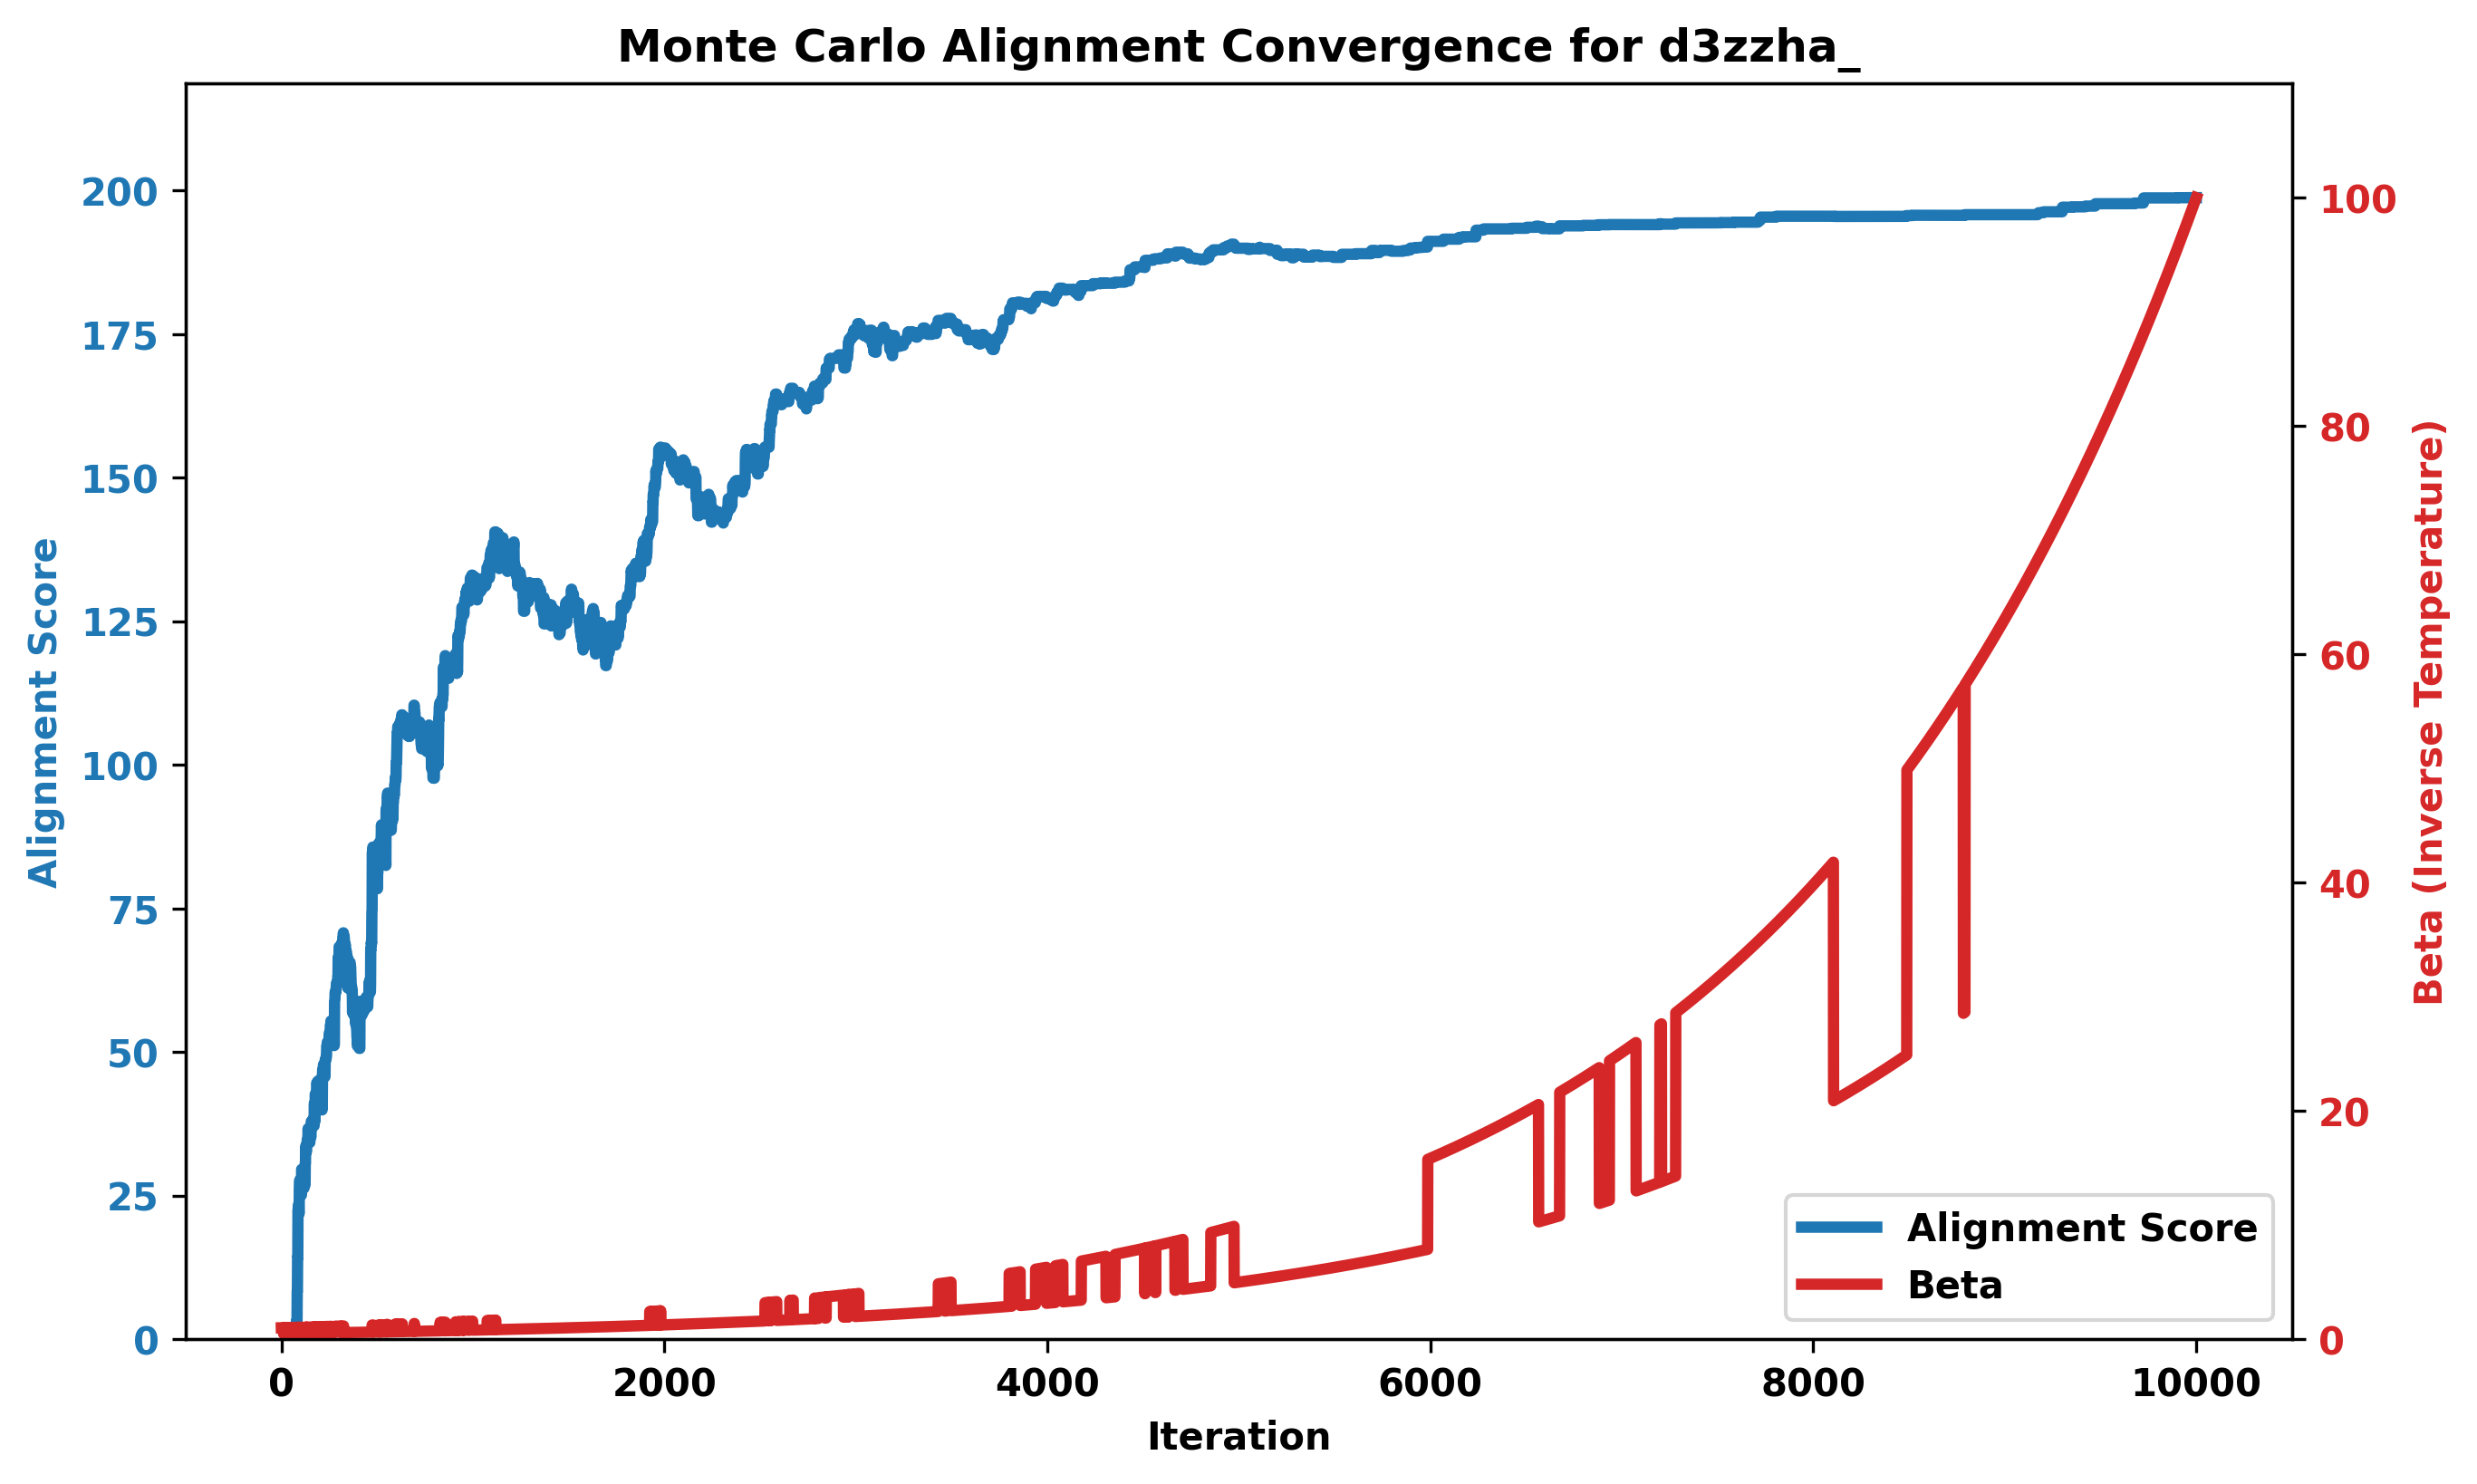 Monte Carlo Alignment Convergence for d3zzha_
Alignment Score
200
175
150
125
100
75
50
25
0
100
80
60
40
20
0
Beta (Inverse Temperature)
Alignment Score
Beta
0 2000 4000 6000 8000 10000
Iteration